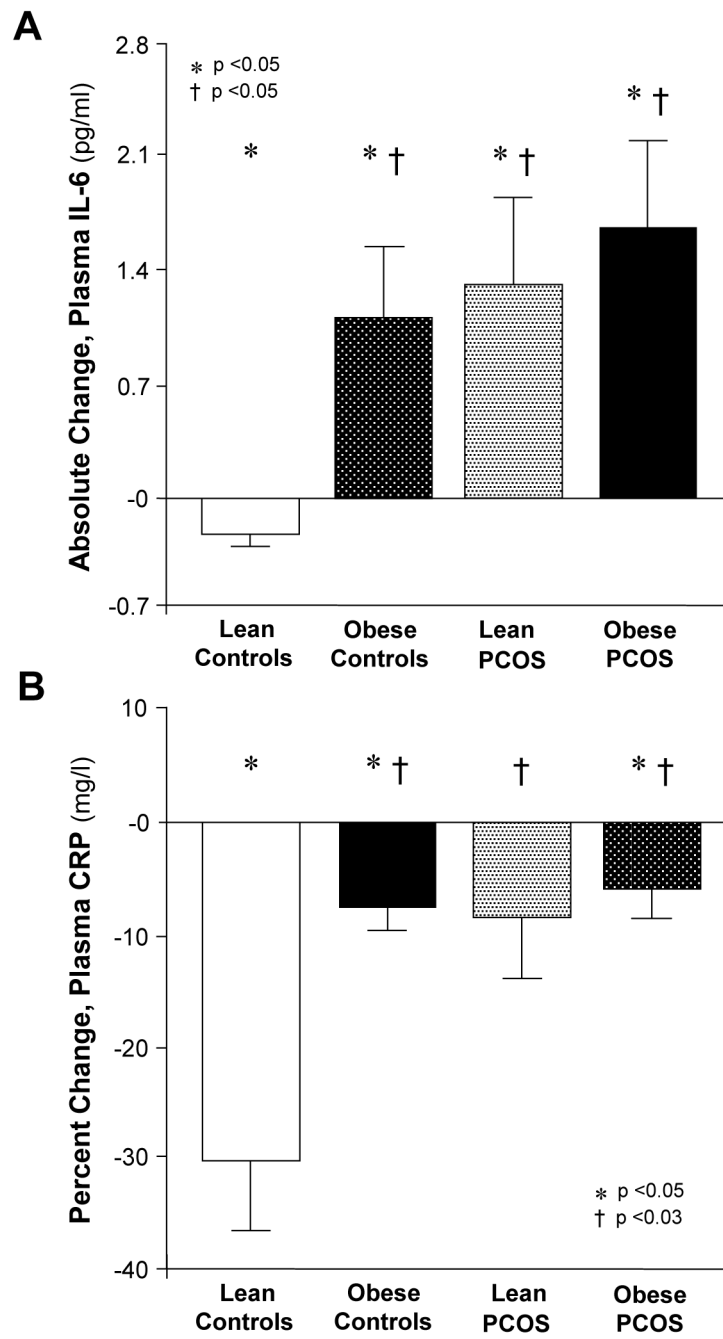 A
Absolute Change, Plasma IL-6 (pg/ml)
2.8
2.1
1.4
0.7
-0
-0.7
* p <0.05
† p <0.05
*
* †
* †
* †
Lean
Controls
Obese
Controls
Lean
PCOS
Obese
PCOS
B
Percent Change, Plasma CRP (mg/l)
10
-0
-10
-20
-30
-40
*
* †
†
* †
* p <0.05
† p <0.03
Lean
Controls
Obese
Controls
Lean
PCOS
Obese
PCOS